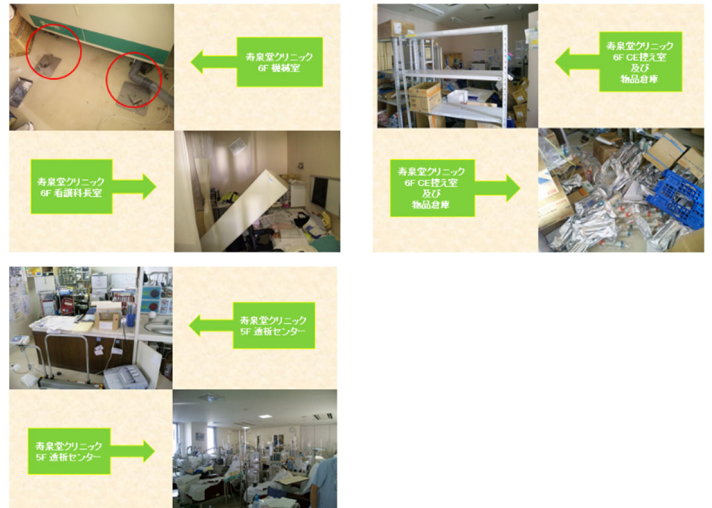 寿泉堂クリニック
6F 機械室
寿泉堂クリニック
6F 看護科長室
寿泉堂クリニック
6F CE控え室
及び
物品倉庫
寿泉堂クリニック
6F CE控え室
及び
物品倉庫
寿泉堂クリニック
5F 透析センター
寿泉堂クリニック
5F 透析センター